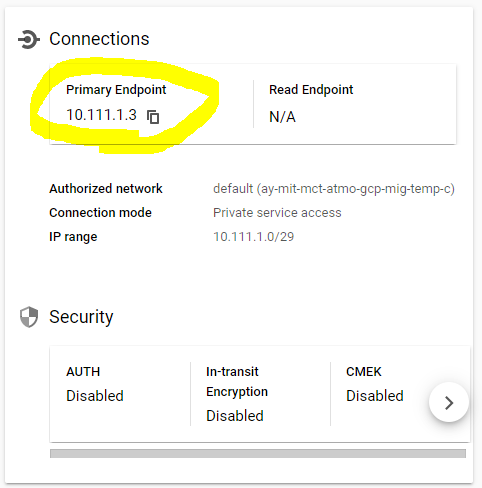 Connections
Primary Endpoint
10.111.1.3
Read Endpoint
N/A
Authorized network default (ay-mit-mct-atmo-gcp-mig-temp-c)
Connection mode Private service access
IP range 10.111.1.0/29
Security
AUTH
Disabled
In-transit
Encryption
Disabled
CMEK
Disabled